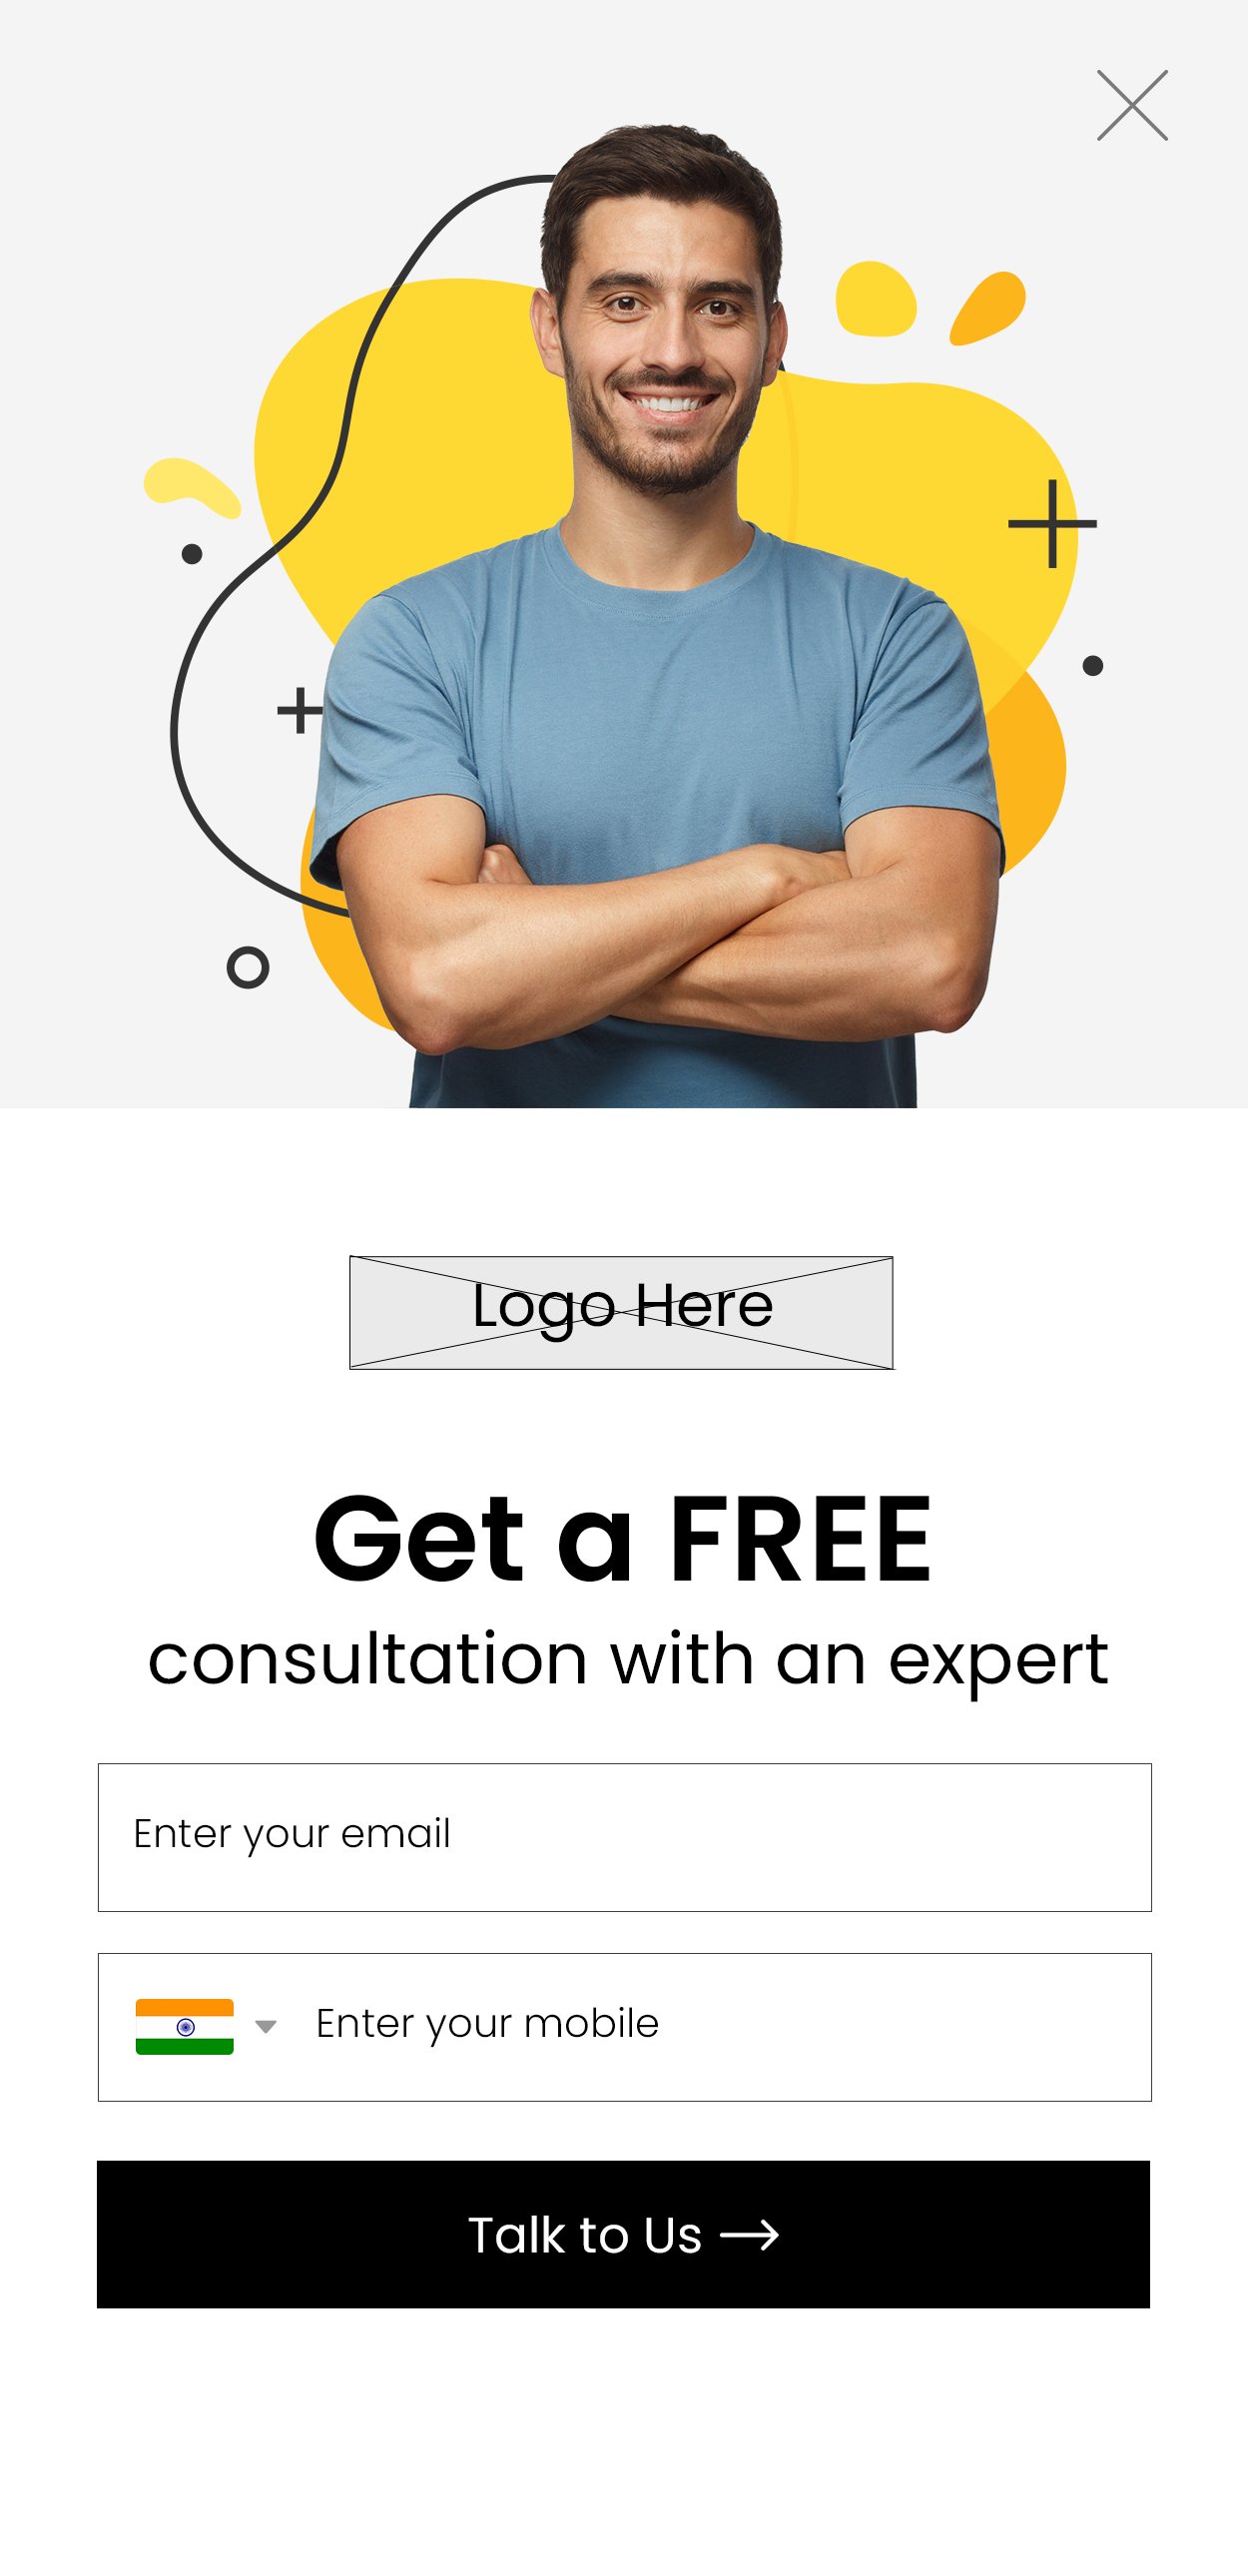 Logo Here
Get a FREE
consultation with an expert
Enter your email
Enter your mobile
Talk to Us →